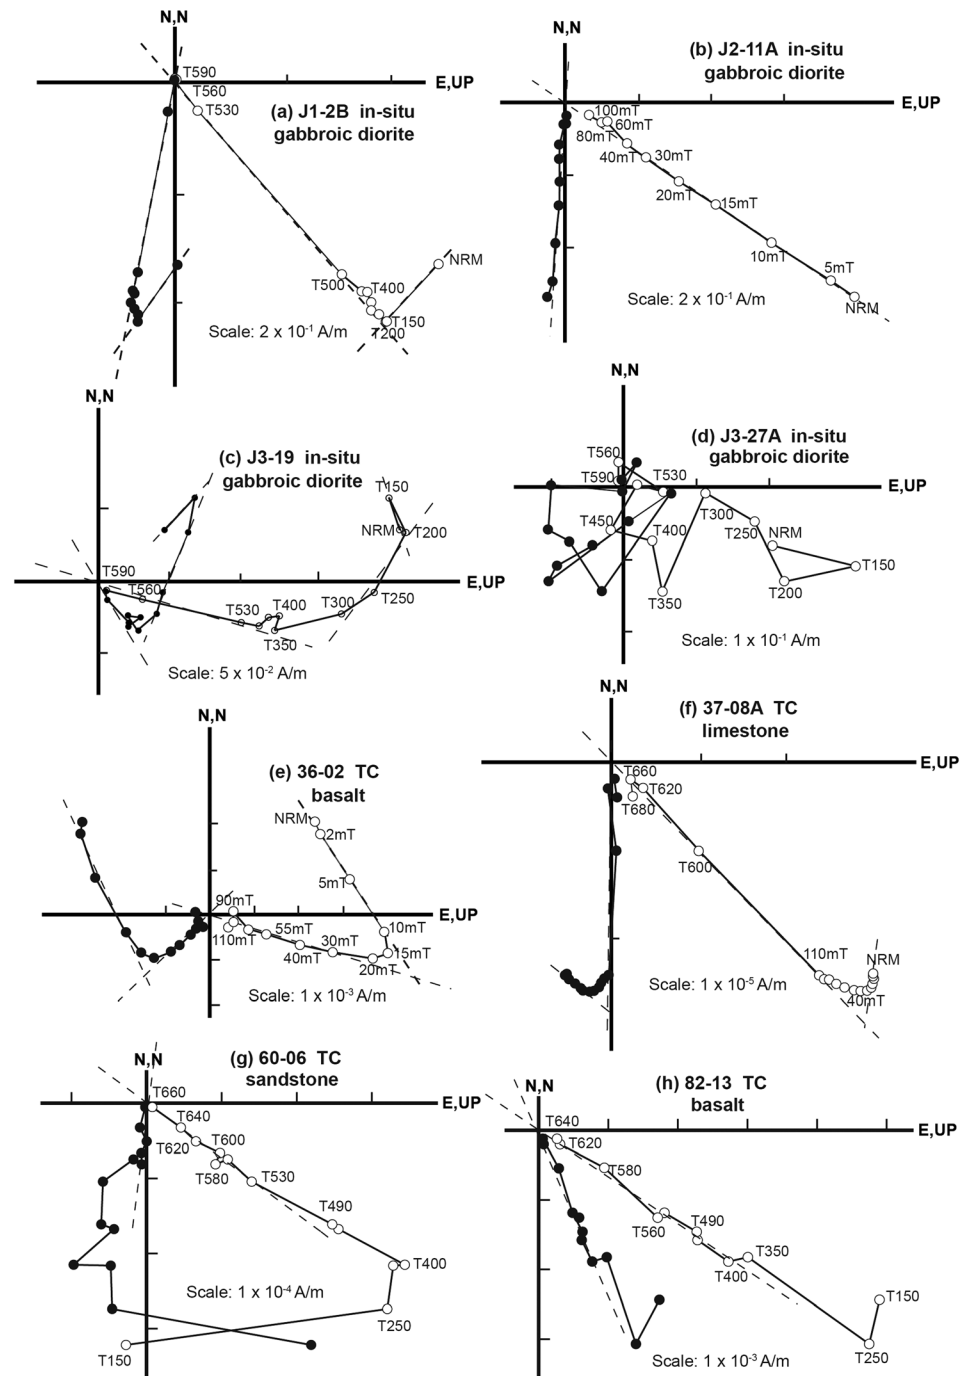 N,N
T590
E,UP
T560
T530
(a) J1-2B in-situ
gabbroic diorite
NRM
T500
T400
T150
T200
Scale: 2 x 10-1 A/m
N,N
(b) J2-11A in-situ
gabbroic diorite
E,UP
100mT
60mT
80mT
40mT
30mT
20mT
15mT
10mT
5mT
NRM
Scale: 2 x 10-1 A/m
N,N
(c) J3-19 in-situ
gabbroic diorite
T150
NRM
T200
T590
E,UP
T560
T250
T530
T400
T300
T350
Scale: 5 x 10-2 A/m
N,N
(d) J3-27A in-situ
gabbroic diorite
T560
T590
T530
E,UP
T300
T450
T400
T250
NRM
T150
T200
T350
Scale: 1 x 10-1 A/m
N,N
(e) 36-02 TC
basalt
NRM
2mT
5mT
90mT
E,UP
110mT
55mT
10mT
40mT
30mT
15mT
20mT
Scale: 1 x 10-3 A/m
N,N
(f) 37-08A TC
limestone
E,UP
T660
T620
T680
T600
110mT
NRM
40mT
Scale: 1 x 10-5 A/m
N,N
(g) 60-06 TC
sandstone
T660
E,UP
T640
T620
T600
T580
T530
T490
T400
Scale: 1 x 10-4 A/m
T250
T150
N,N
(h) 82-13 TC
basalt
T640
E,UP
T620
T580
T560
T490
T350
T400
T150
T250
Scale: 1 x 10-3 A/m